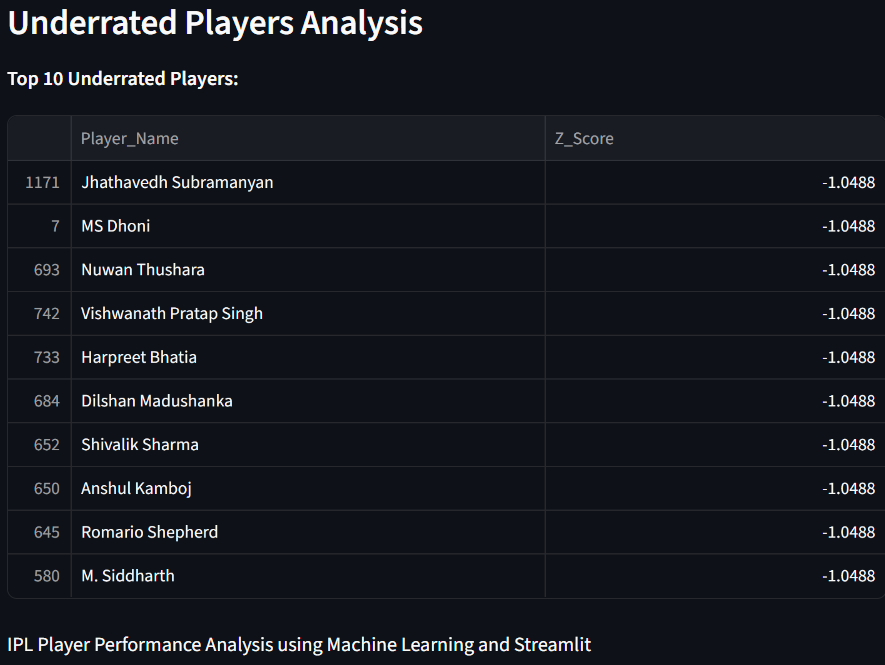 Underrated Players Analysis
Top 10 Underrated Players:
Player_Name Z_Score
1171 Jhathavedh Subramanyan -1.0488
7 MS Dhoni -1.0488
693 Nuwan Thushara -1.0488
742 Vishwanath Pratap Singh -1.0488
733 Harpreet Bhatia -1.0488
684 Dilshan Madushanka -1.0488
652 Shivalik Sharma -1.0488
650 Anshul Kamboj -1.0488
645 Romario Shepherd -1.0488
580 M. Siddharth -1.0488
IPL Player Performance Analysis using Machine Learning and Streamlit